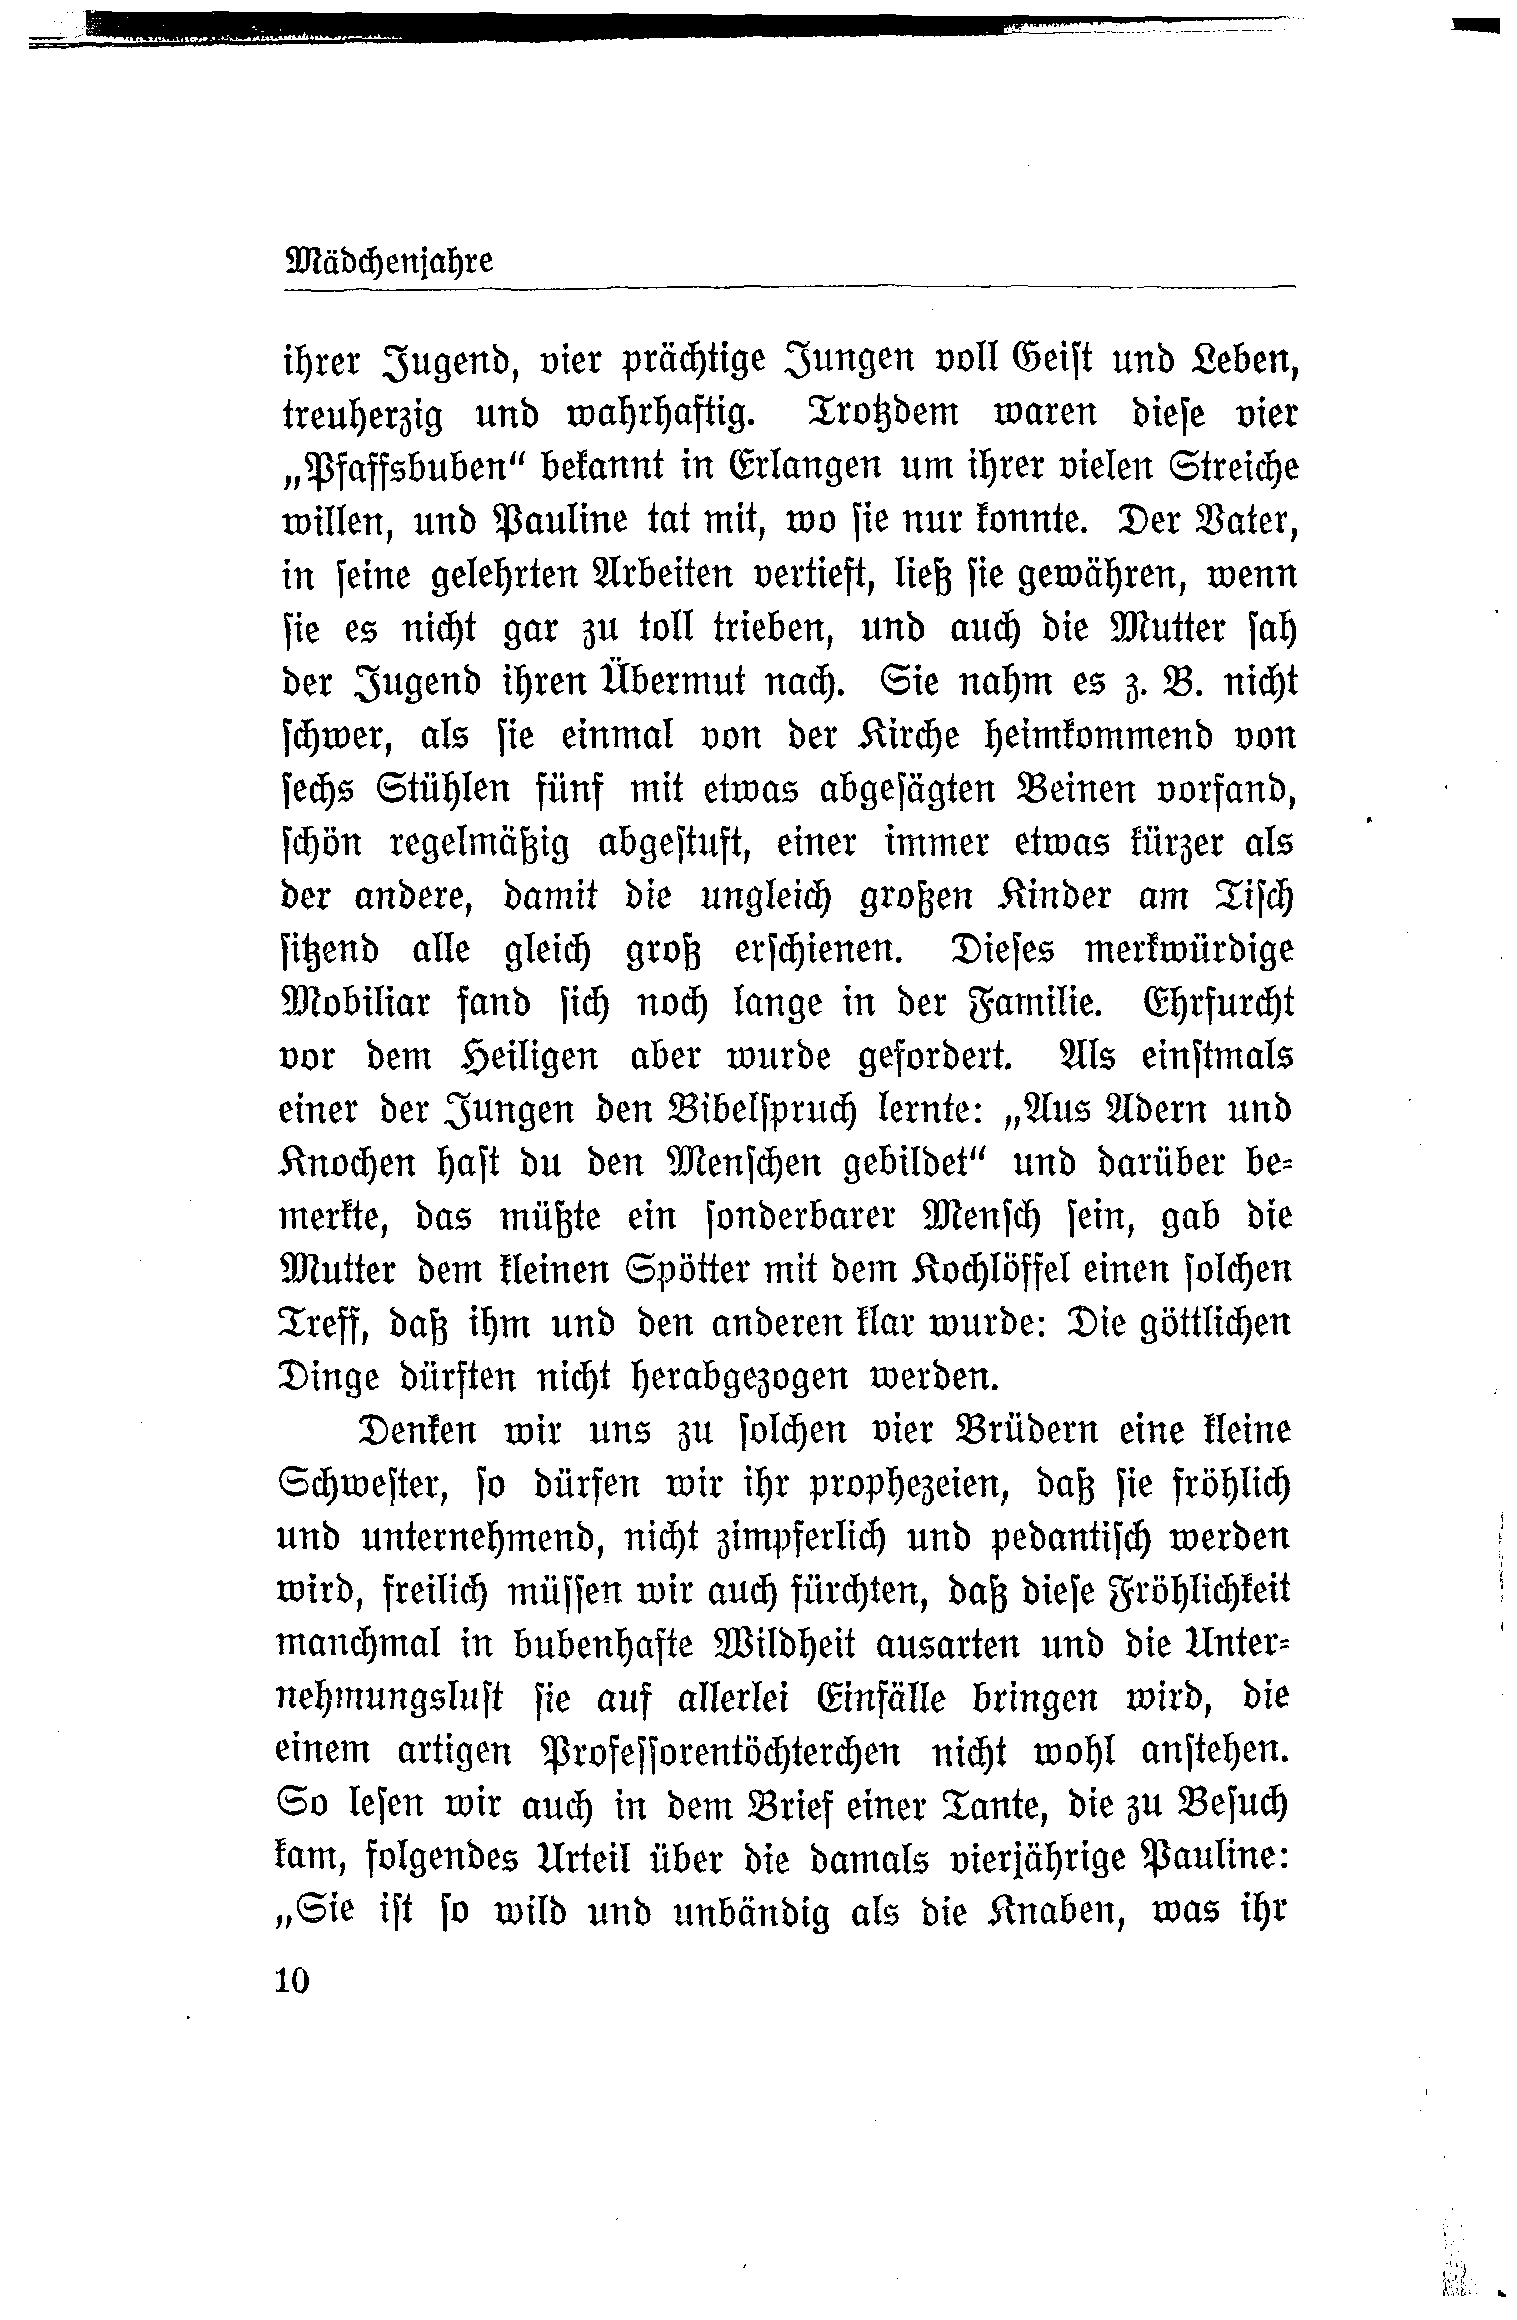 Mädchenjahre
ihrer Jugend, vier prächtige Jungen voll Geist und Leben,
treuherzig und wahrhaftig. Trotzdem waren diese vier
„Pfaffsbuben“ bekannt in Erlangen um ihrer vielen Streiche
willen, und Pauline tat mit, wo sie nur konnte. Der Vater,
in seine gelehrten Arbeiten vertieft, ließ sie gewähren, wenn
sie es nicht gar zu toll trieben, und auch die Mutter sah
der Jugend ihren Übermut nach. Sie nahm es z. B. nicht
schwer, als sie einmal von der Kirche heimkommend von
sechs Stühlen fünf mit etwas abgesägten Beinen vorfand,
schön regelmäßig abgestuft, einer immer etwas kürzer als
der andere, damit die ungleich großen Kinder am Tisch
sitzend alle gleich groß erschienen. Dieses merkwürdige
Mobiliar fand sich noch lange in der Familie. Ehrfurcht
vor dem Heiligen aber wurde gefordert. Als einstmals
einer der Jungen den Bibelspruch lernte: „Aus Adern und
Knochen hast du den Menschen gebildet“ und darüber be-
merkte, das müßte ein sonderbarer Mensch sein, gab die
Mutter dem kleinen Spötter mit dem Kochlöffel einen solchen
Treff, daß ihm und den anderen klar wurde: Die göttlichen
Dinge dürften nicht herabgezogen werden.
Denken wir uns zu solchen vier Brüdern eine kleine
Schwester, so dürfen wir ihr prophezeien, daß sie fröhlich
und unternehmend, nicht zimpferlich und pedantisch werden
wird, freilich müssen wir auch fürchten, daß diese Fröhlichkeit
manchmal in bubenhafte Wildheit ausarten und die Unter-
nehmungslust sie auf allerlei Einfälle bringen wird, die
einem artigen Professorentöchterchen nicht wohl anstehen.
So lesen wir auch in dem Brief einer Tante, die zu Besuch
kam, folgendes Urteil über die damals vierjährige Pauline:
„Sie ist so wild und unbändig als die Knaben, was ihr
10